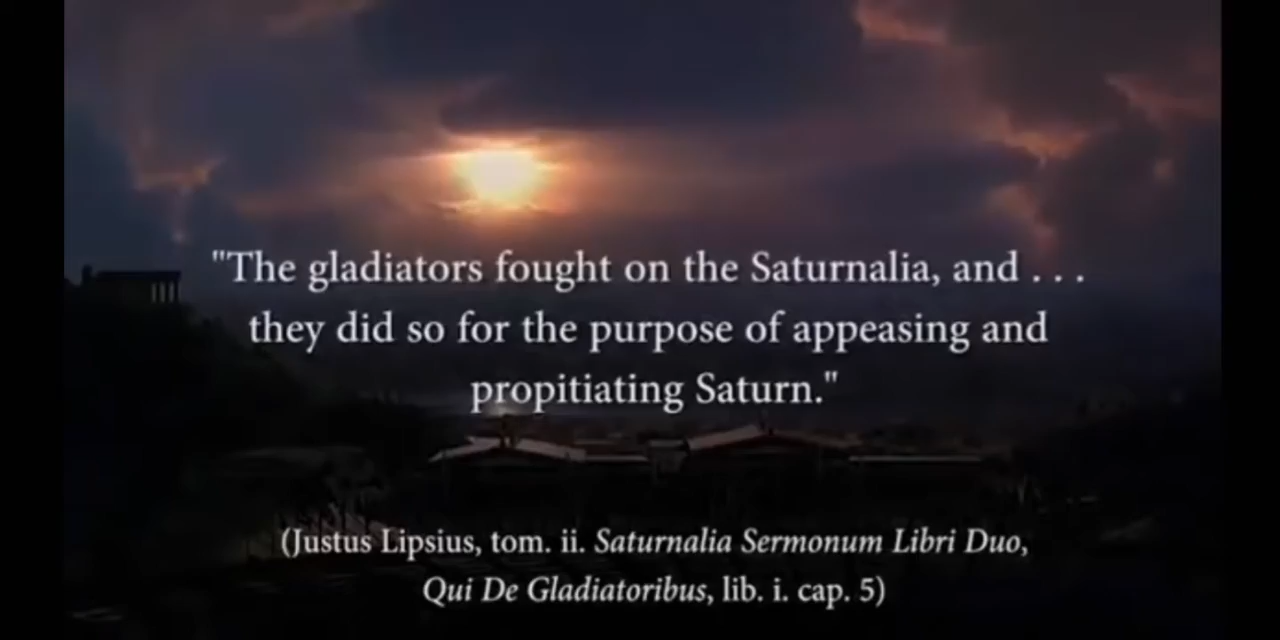 "The gladiators fought on the Saturnalia, and . . .
they did so for the purpose of appeasing and
propitiating Saturn."
(Justus Lipsius, tom. ii. Saturnalia Sermonum Libri Duo,
Qui De Gladiatoribus, lib. i. cap. 5)